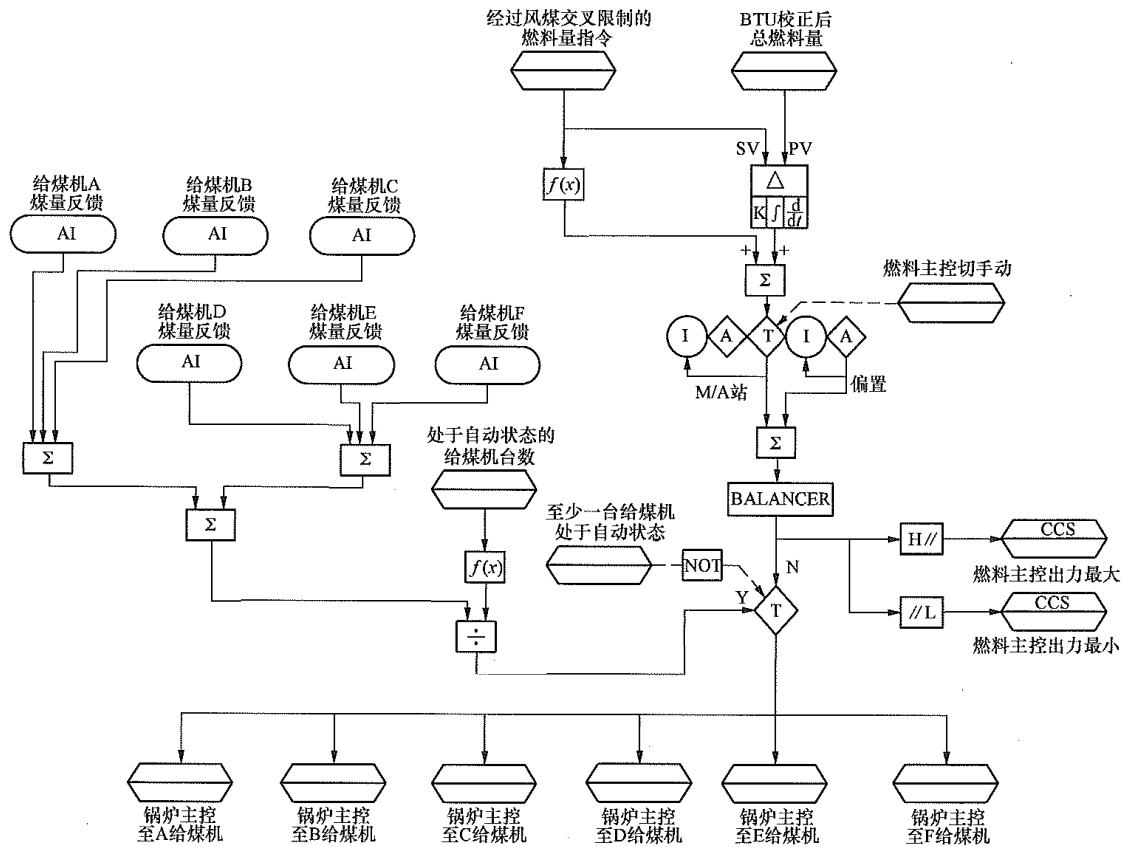 经过风煤交叉限制的
燃料量指令
BTU校正后
总燃料量
SV
PV
f(x)
△
K
∫
d/dt
+
+
Σ
给煤机A
煤量反馈
AI
给煤机B
煤量反馈
AI
给煤机C
煤量反馈
AI
燃料主控切手动
给煤机D
煤量反馈
AI
给煤机E
煤量反馈
AI
给煤机F
煤量反馈
AI
I
A
T
I
A
M/A站
偏置
Σ
Σ
Σ
Σ
处于自动状态的
给煤机台数
BALANCER
至少一台给煤机
处于自动状态
f(x)
NOT
N
Y
T
H//
CCS
燃料主控出力最大
//L
CCS
燃料主控出力最小
÷
锅炉主控
至A给煤机
锅炉主控
至B给煤机
锅炉主控
至C给煤机
锅炉主控
至D给煤机
锅炉主控
至E给煤机
锅炉主控
至F给煤机